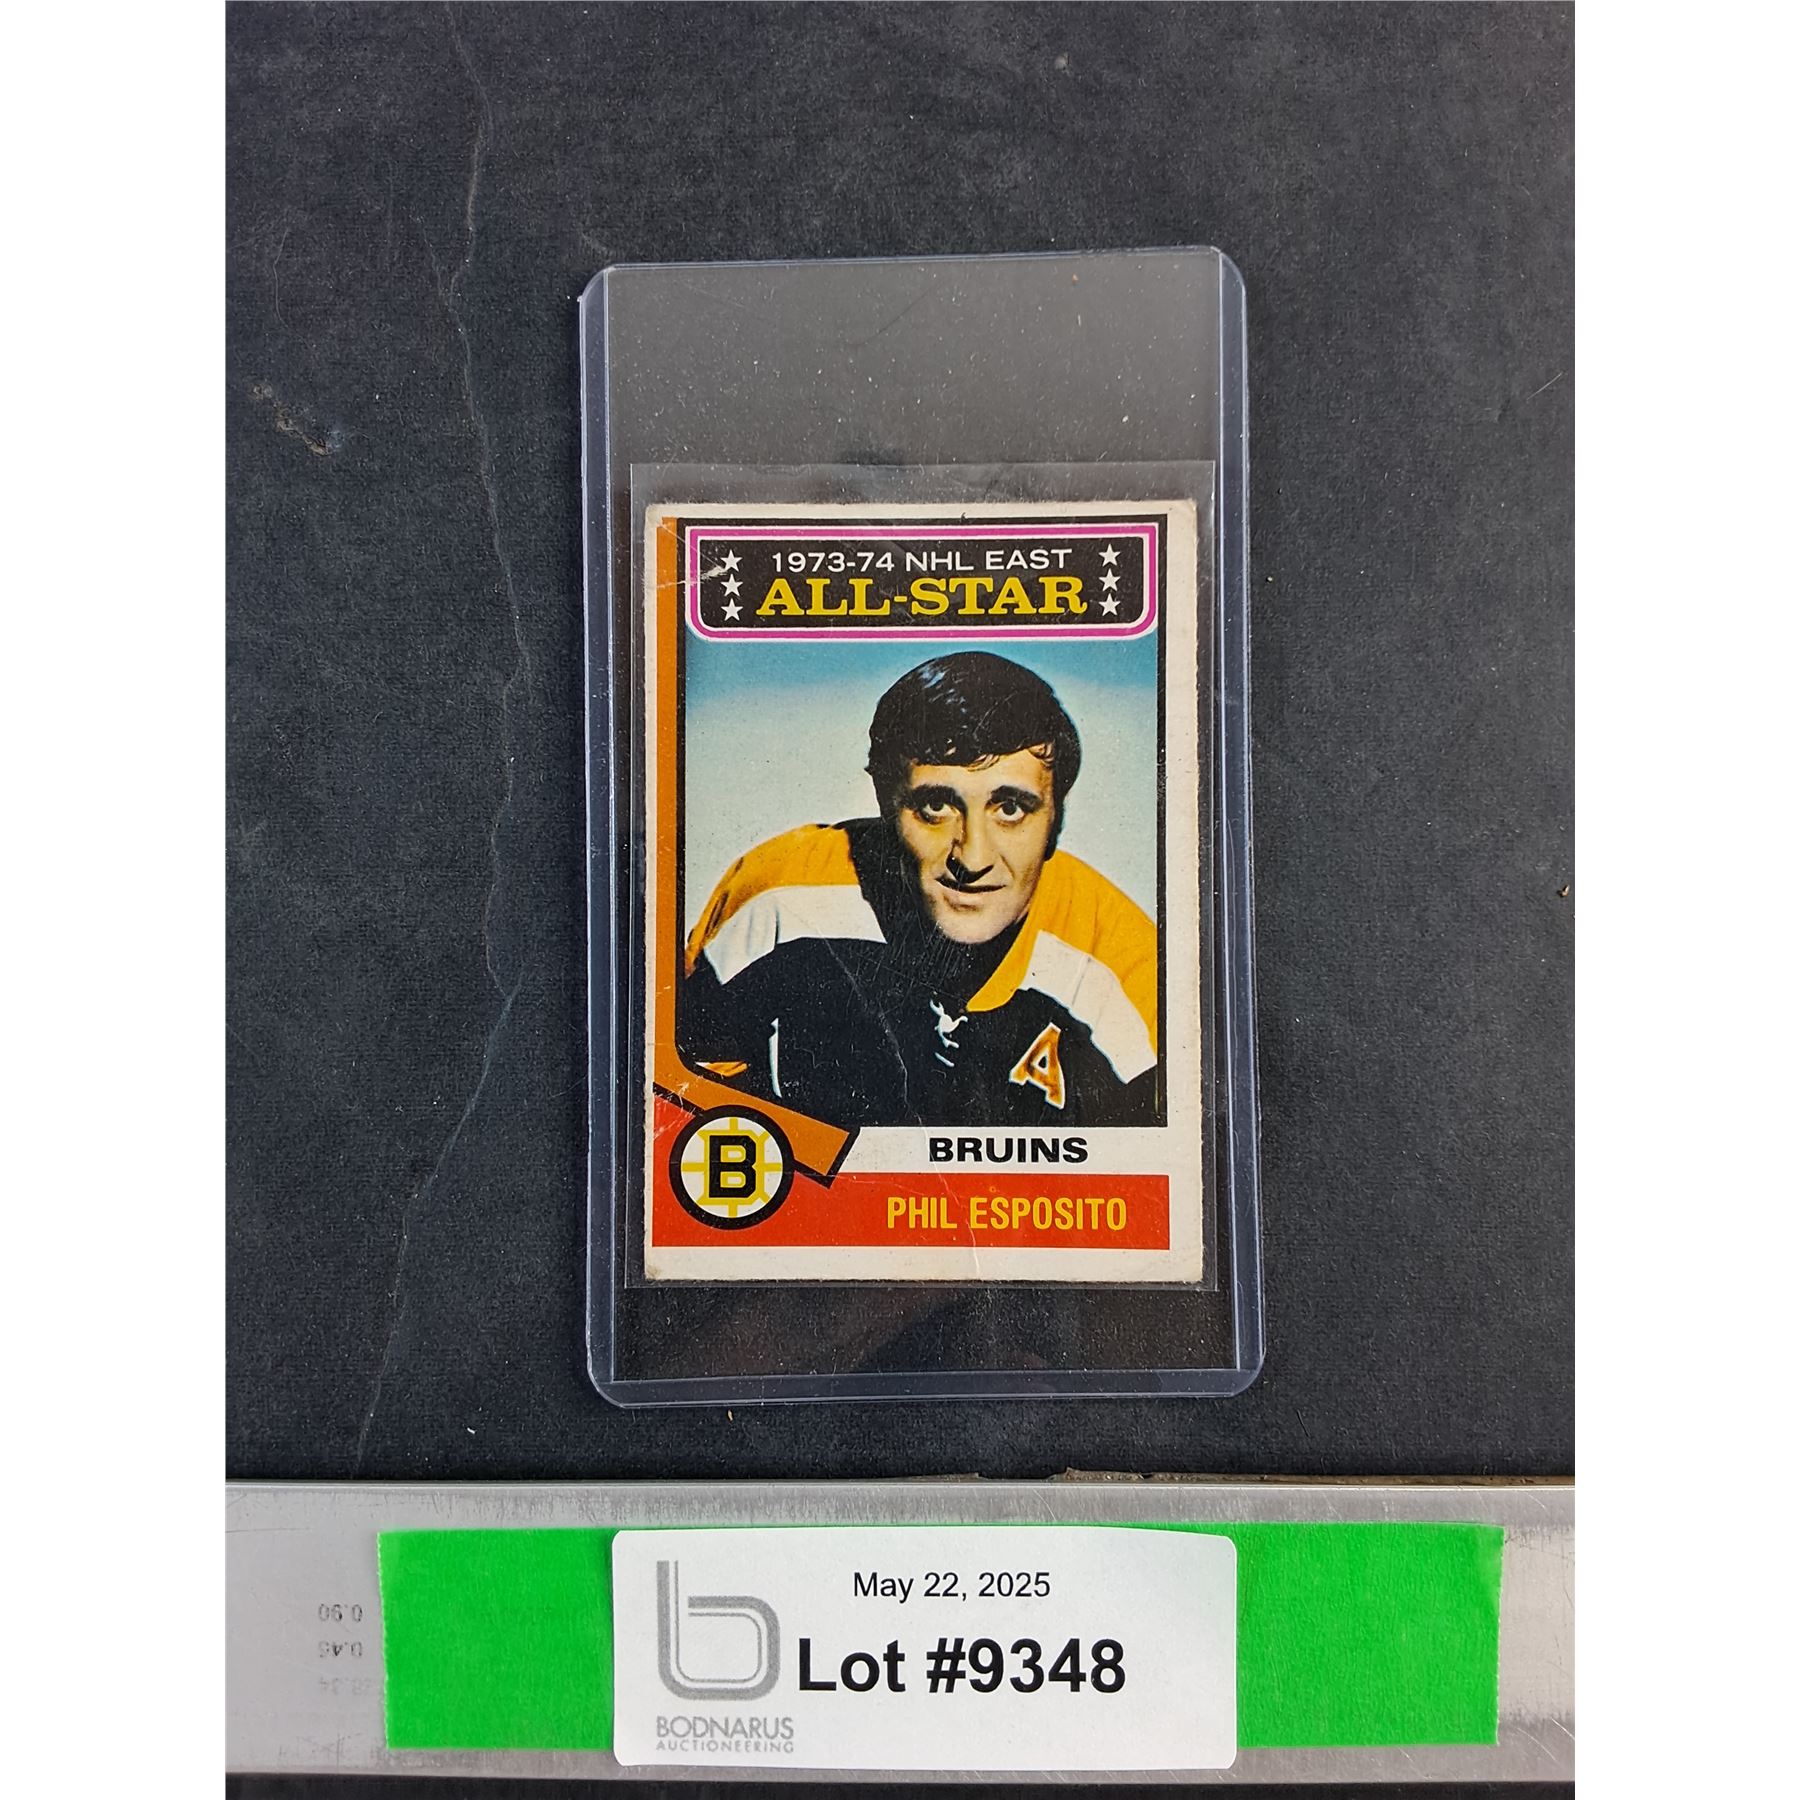 1973-74 NHL EAST
ALL-STAR
A
B
BRUINS
PHIL ESPOSITO
May 22, 2025
Lot #9348
BODNARUS
AUCTIONEERING
0.90
0.45